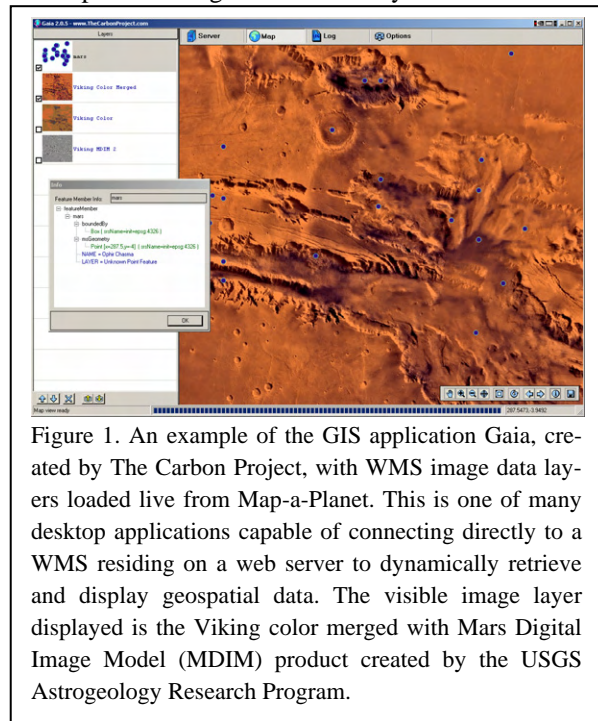 Gaia 2.0.5 - www.TheCarbonProject.com
Layers
Server
Map
Log
Options
mars
Viking Color Merged
Viking Color
Viking MDIM 2
Info
Feature Member Info:
mars
featureMember
mars
boundedBy
Box
msGeometry
Point
NAME = Ophir Chasma
LAYER = Unknown Point Feature
OK
Map view ready
287.5473,-3.9492
Figure 1. An example of the GIS application Gaia, cre-
ated by The Carbon Project, with WMS image data lay-
ers loaded live from Map-a-Planet. This is one of many
desktop applications capable of connecting directly to a
WMS residing on a web server to dynamically retrieve
and display geospatial data. The visible image layer
displayed is the Viking color merged with Mars Digital
Image Model (MDIM) product created by the USGS
Astrogeology Research Program.